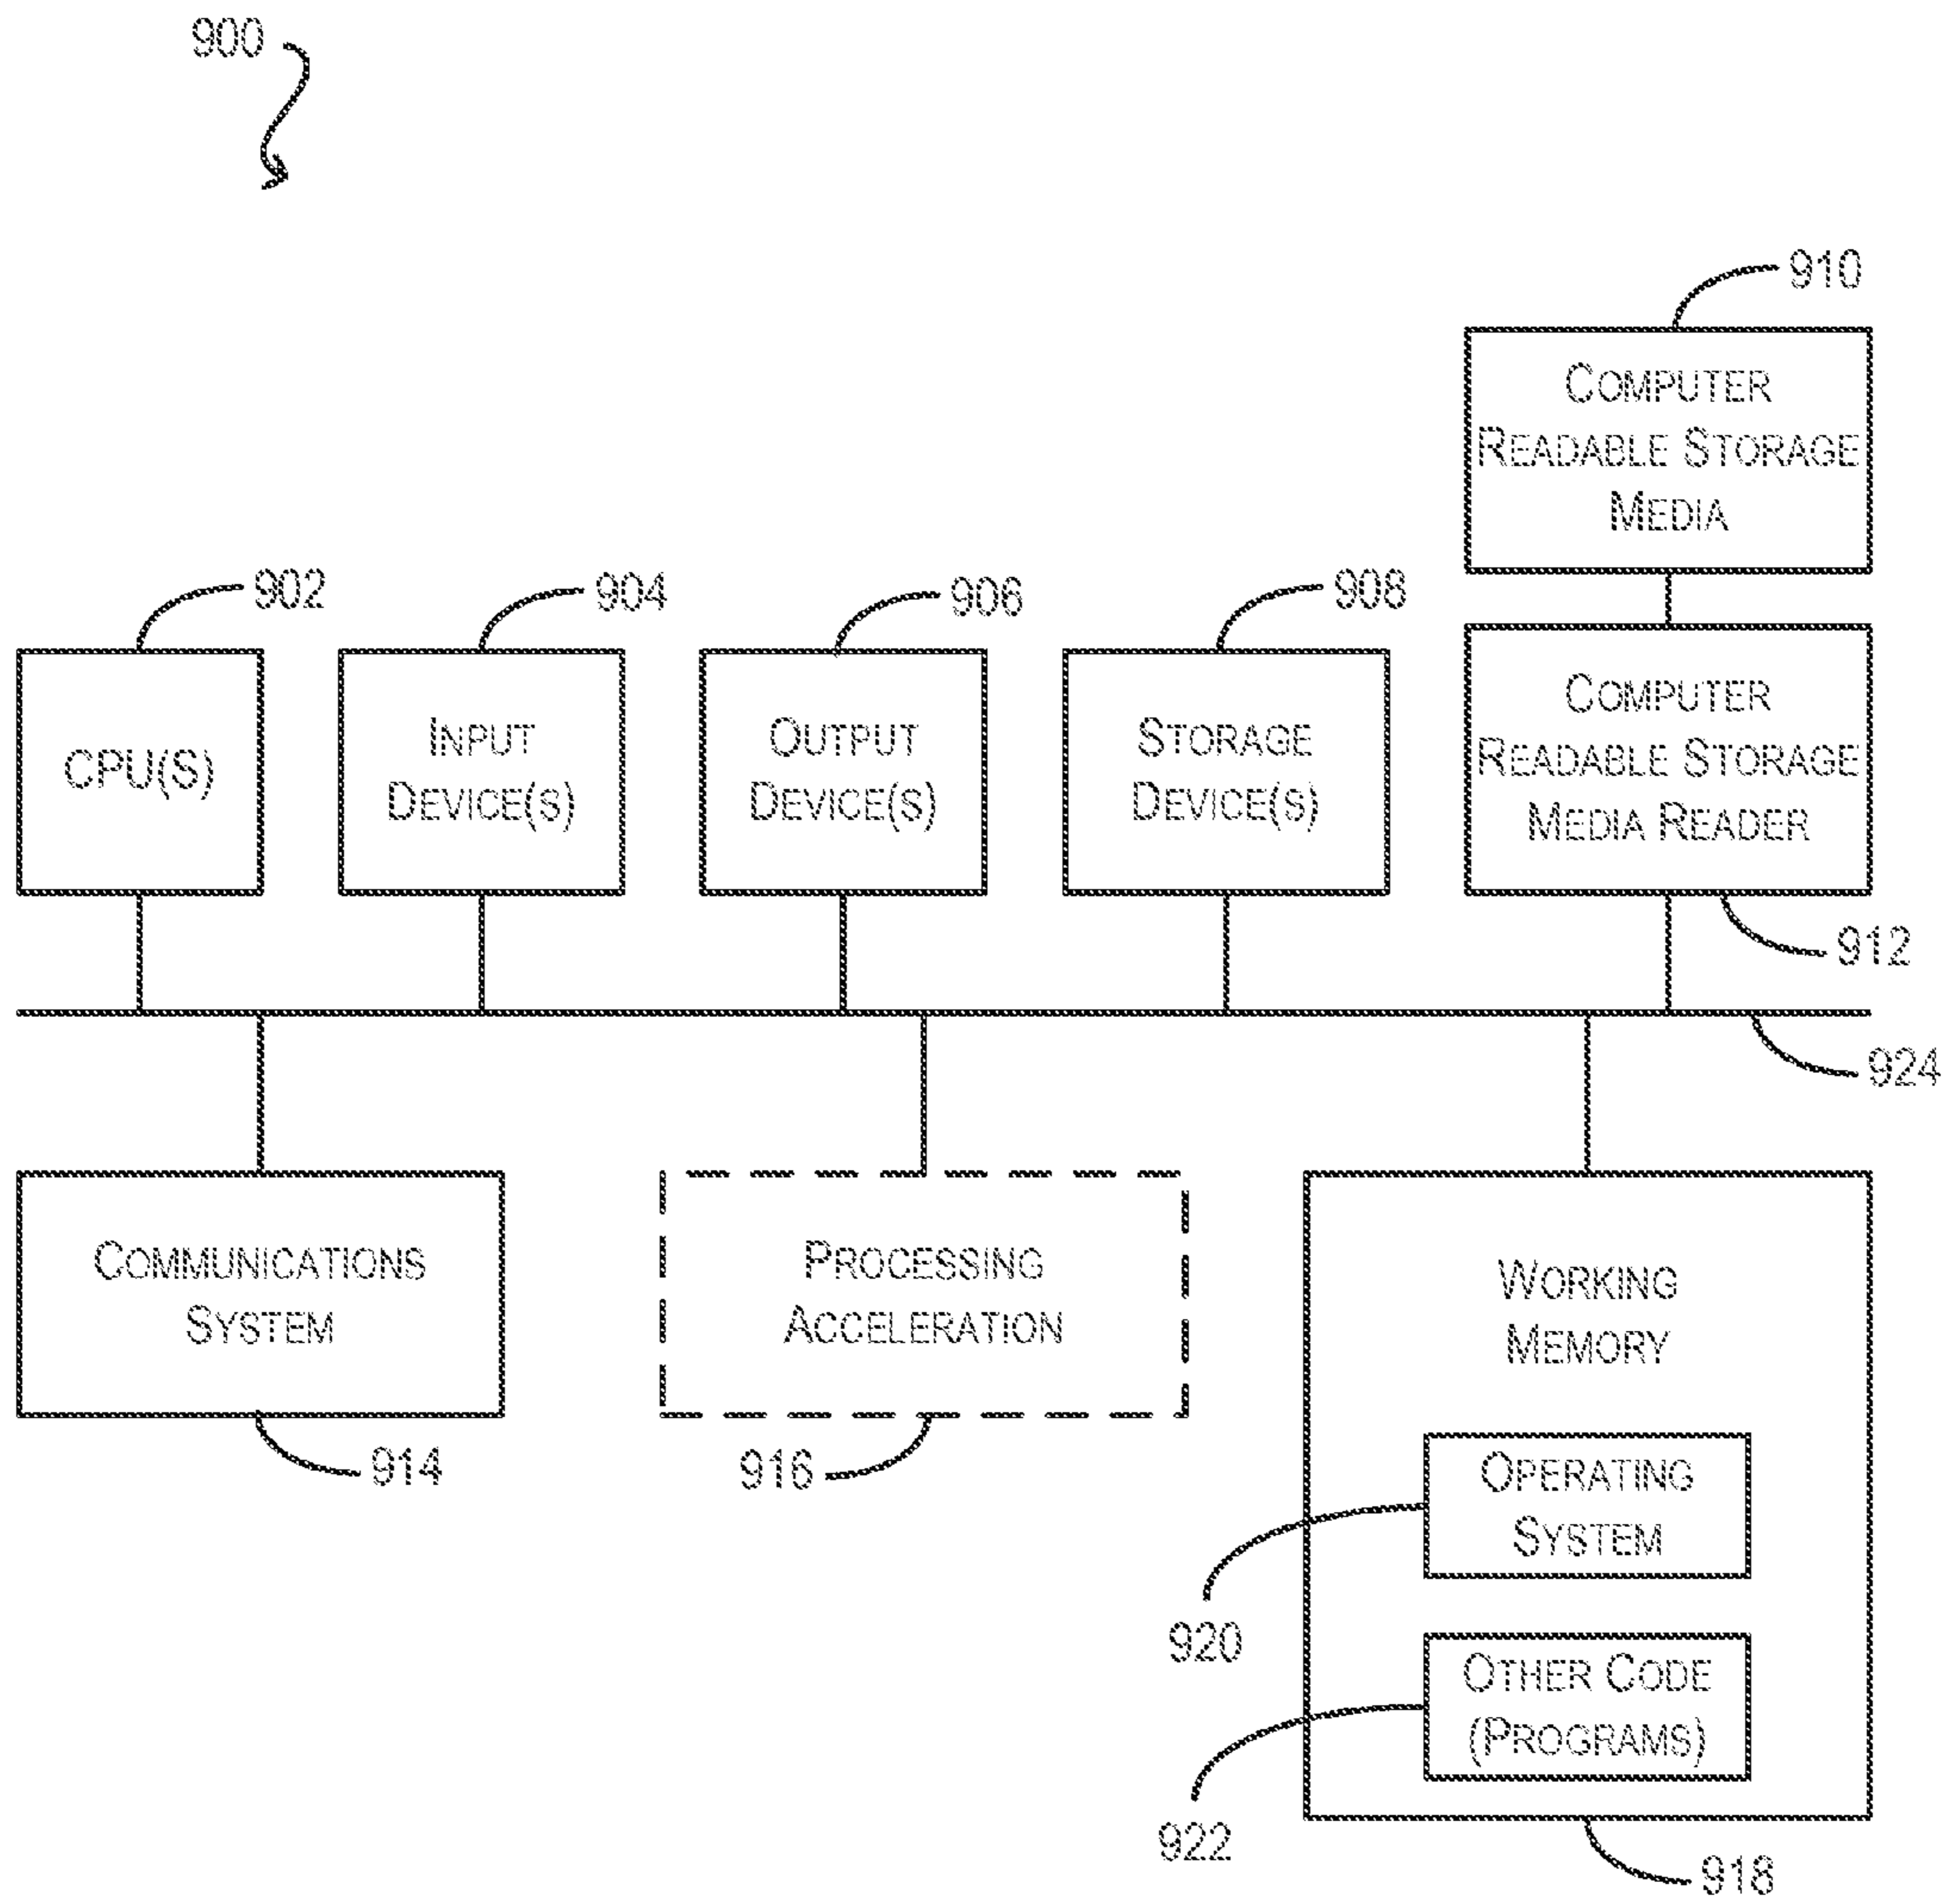 900
910
COMPUTER
READABLE STORAGE
MEDIA
902
904
906
908
CPU(S)
INPUT
DEVICE(S)
OUTPUT
DEVICE(S)
STORAGE
DEVICE(S)
COMPUTER
READABLE STORAGE
MEDIA READER
912
924
COMMUNICATIONS
SYSTEM
914
PROCESSING
ACCELERATION
916
WORKING
MEMORY
OPERATING
SYSTEM
920
OTHER CODE
(PROGRAMS)
922
918